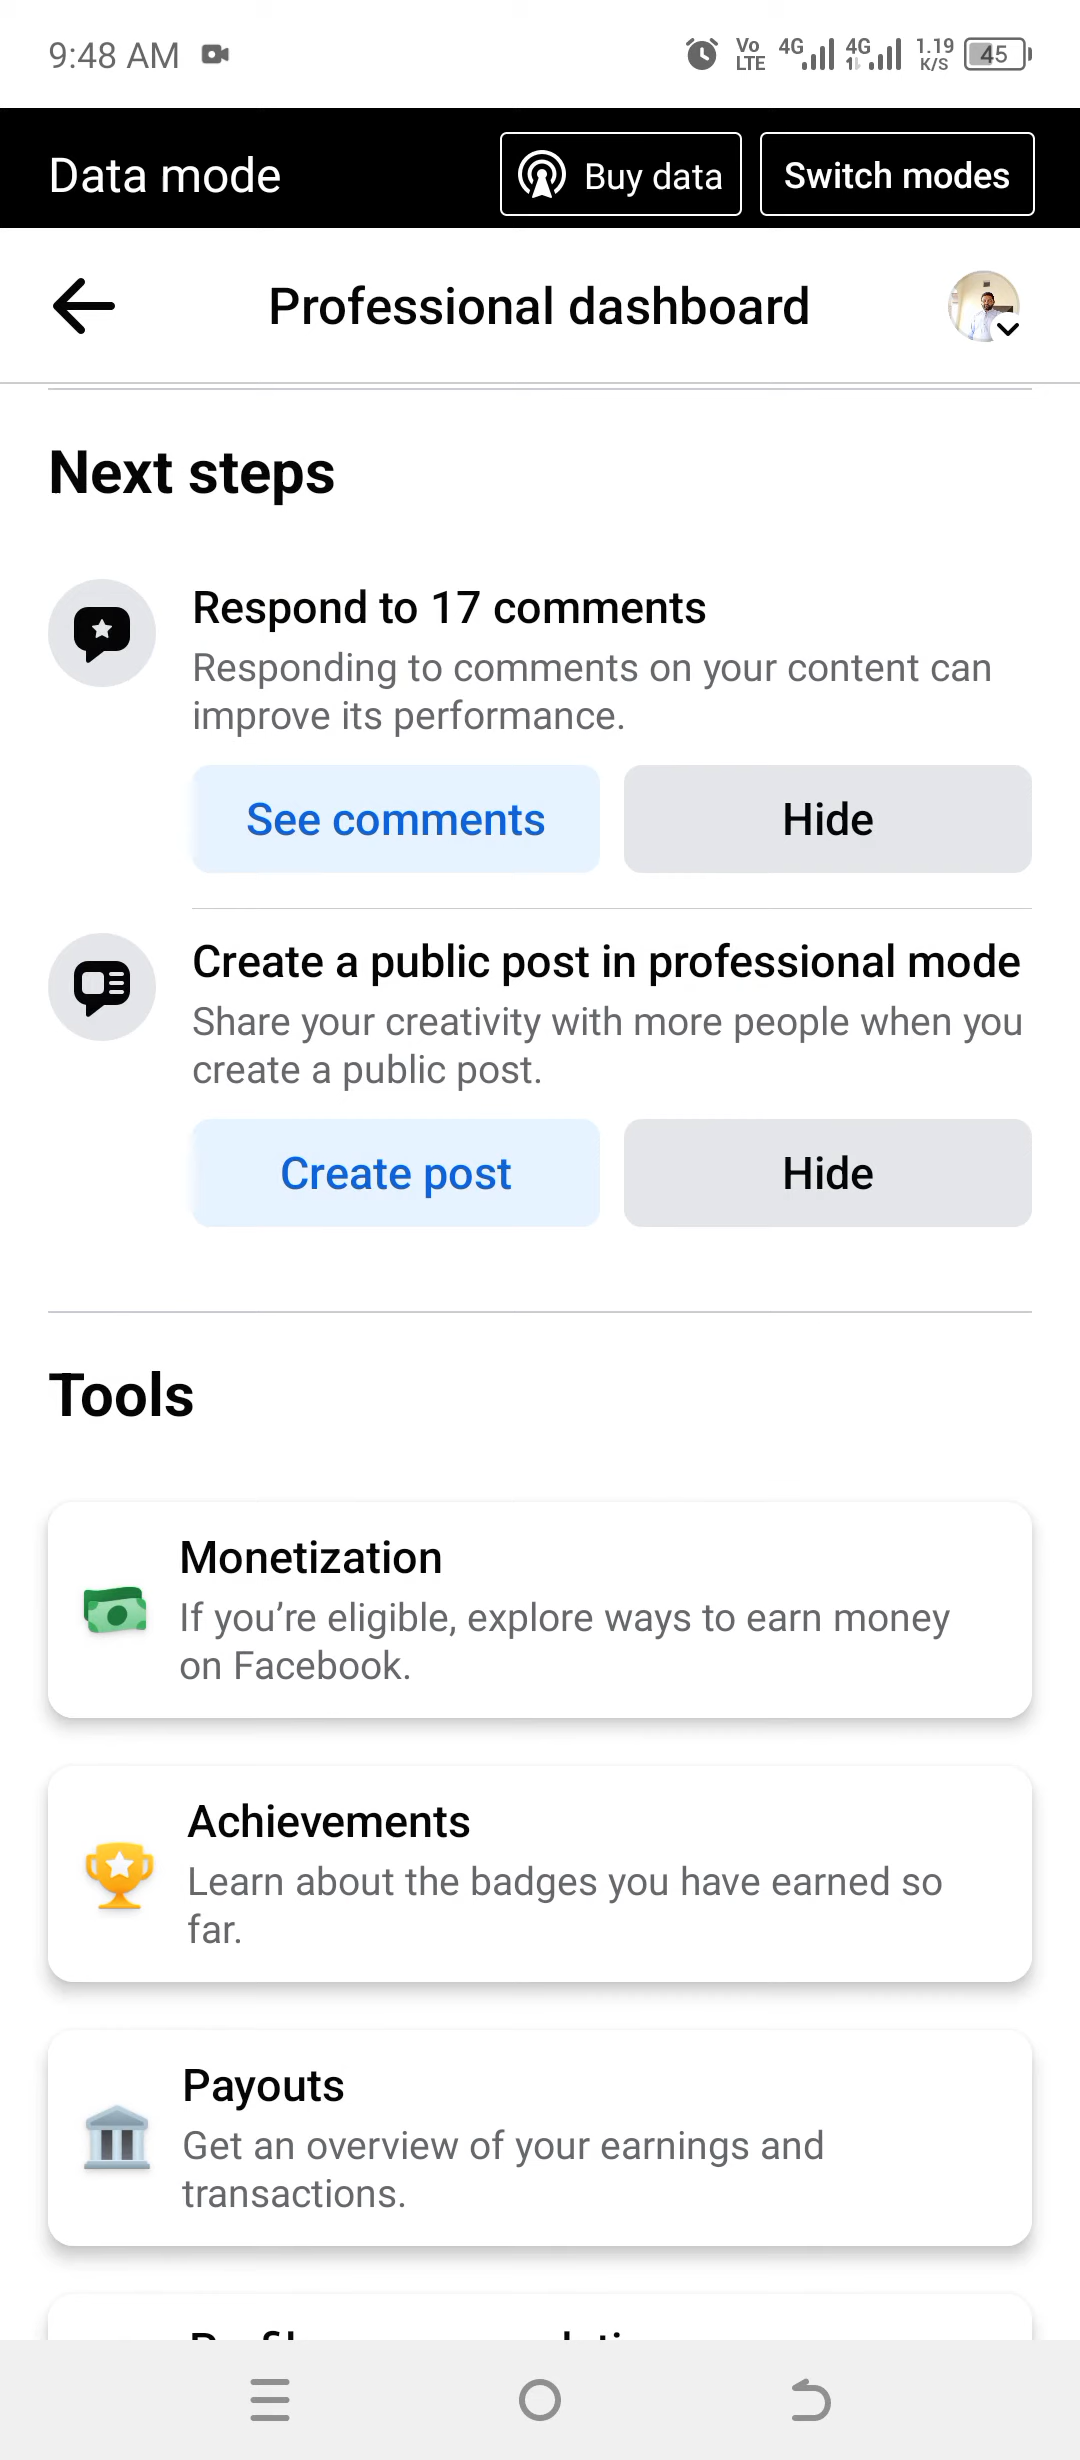 9:48 AM Vo LTE 4G 4G 1.19 K/S 45
Data mode Buy data Switch modes
Professional dashboard
Next steps
Respond to 17 comments
Responding to comments on your content can
improve its performance.
See comments Hide
Create a public post in professional mode
Share your creativity with more people when you
create a public post.
Create post Hide
Tools
Monetization
If you’re eligible, explore ways to earn money
on Facebook.
Achievements
Learn about the badges you have earned so
far.
Payouts
Get an overview of your earnings and
transactions.